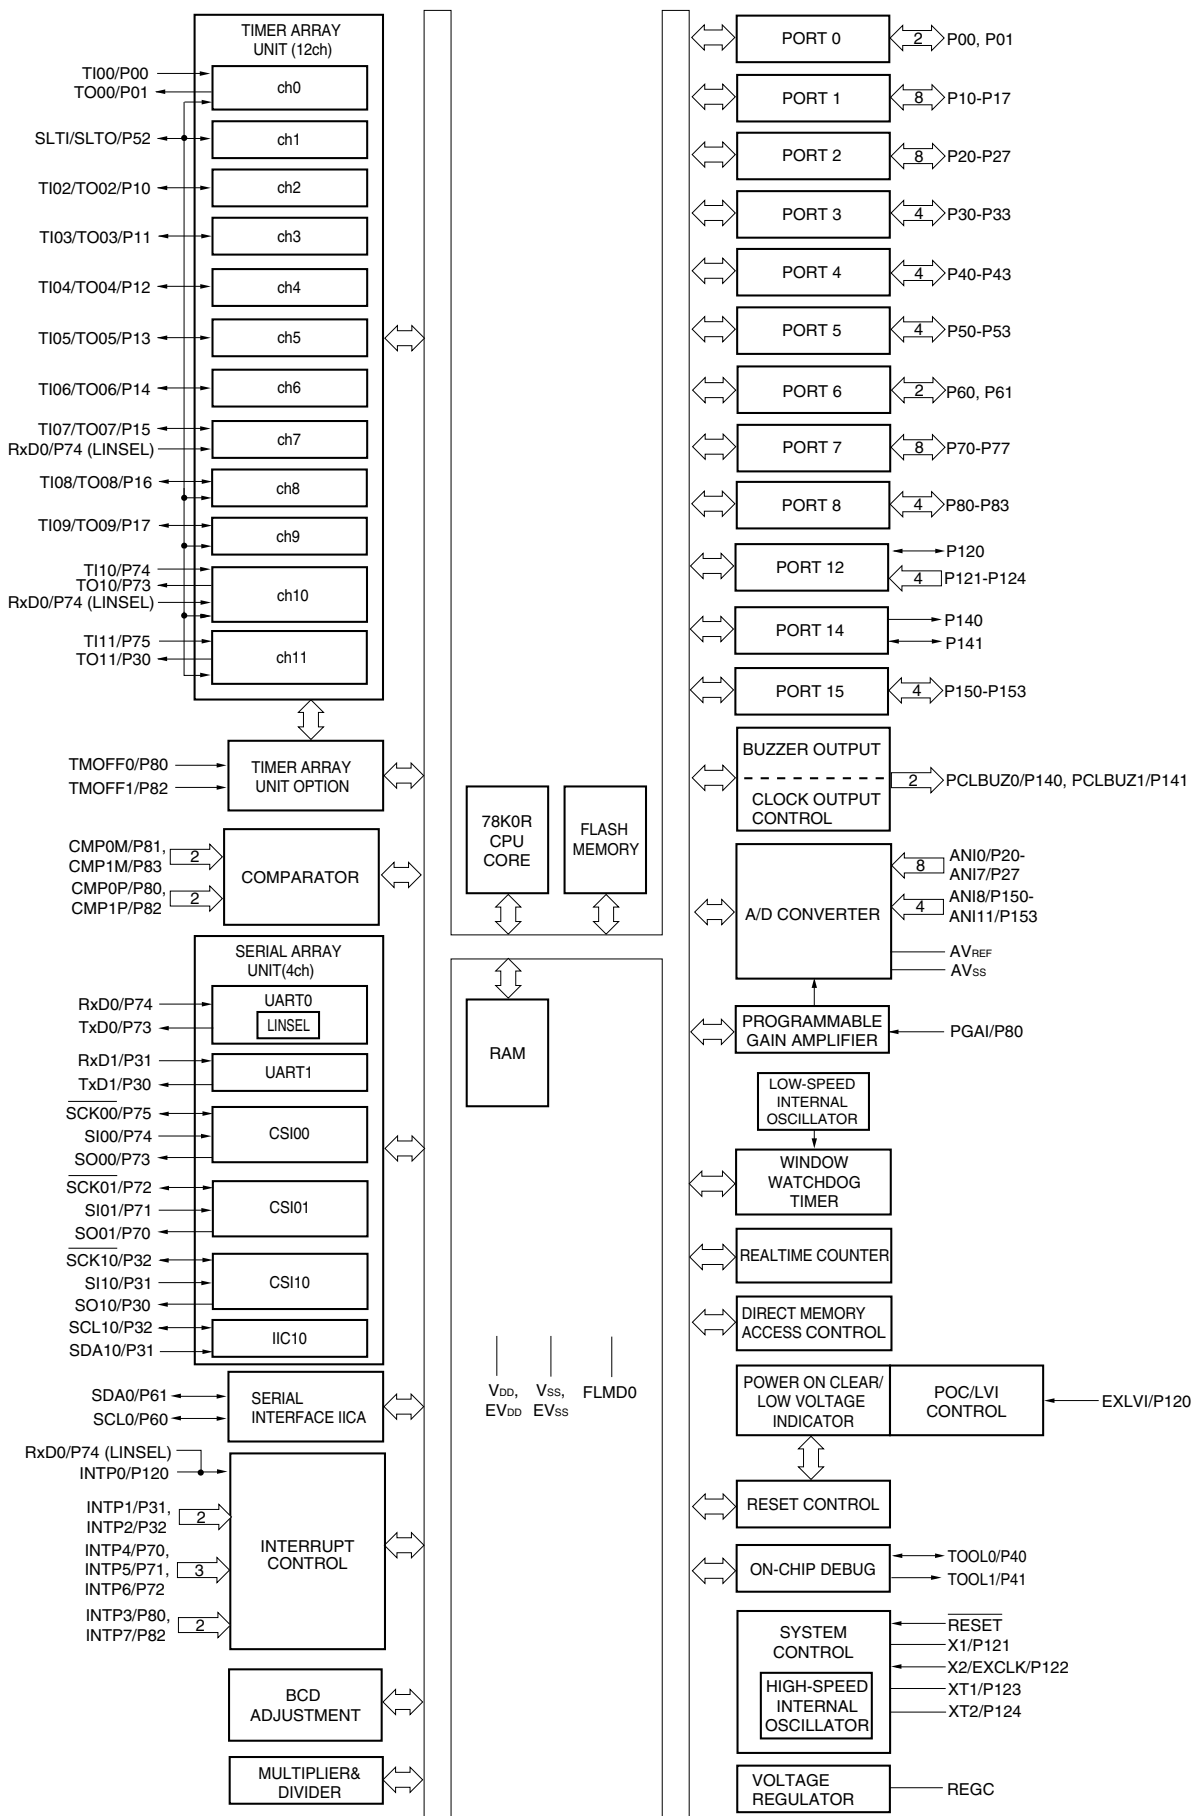 TIMER ARRAY
UNIT (12ch)
TI00/P00
TO00/P01
ch0
SLTI/SLTO/P52
ch1
TI02/TO02/P10
ch2
TI03/TO03/P11
ch3
TI04/TO04/P12
ch4
TI05/TO05/P13
ch5
TI06/TO06/P14
ch6
TI07/TO07/P15
RxD0/P74 (LINSEL)
ch7
TI08/TO08/P16
ch8
TI09/TO09/P17
ch9
TI10/P74
TO10/P73
RxD0/P74 (LINSEL)
ch10
TI11/P75
TO11/P30
ch11
TMOFF0/P80
TMOFF1/P82
TIMER ARRAY
UNIT OPTION
CMP0M/P81,
CMP1M/P83
2
CMP0P/P80,
CMP1P/P82
2
COMPARATOR
SERIAL ARRAY
UNIT(4ch)
RxD0/P74
TxD0/P73
UART0
LINSEL
RxD1/P31
TxD1/P30
UART1
SCK00/P75
SI00/P74
SO00/P73
CSI00
SCK01/P72
SI01/P71
SO01/P70
CSI01
SCK10/P32
SI10/P31
SO10/P30
CSI10
SCL10/P32
SDA10/P31
IIC10
SDA0/P61
SCL0/P60
SERIAL
INTERFACE IICA
RxD0/P74 (LINSEL)
INTP0/P120
INTP1/P31,
INTP2/P32
2
INTP4/P70,
INTP5/P71,
INTP6/P72
3
INTP3/P80,
INTP7/P82
2
INTERRUPT
CONTROL
BCD
ADJUSTMENT
MULTIPLIER&
DIVIDER
78K0R
CPU
CORE
FLASH
MEMORY
RAM
VDD,
EVDD
VSS,
EVSS
FLMD0
PORT 0
2
P00, P01
PORT 1
8
P10-P17
PORT 2
8
P20-P27
PORT 3
4
P30-P33
PORT 4
4
P40-P43
PORT 5
4
P50-P53
PORT 6
2
P60, P61
PORT 7
8
P70-P77
PORT 8
4
P80-P83
PORT 12
P120
4
P121-P124
PORT 14
P140
P141
PORT 15
4
P150-P153
BUZZER OUTPUT
CLOCK OUTPUT
CONTROL
2
PCLBUZ0/P140, PCLBUZ1/P141
A/D CONVERTER
8
ANI0/P20-
ANI7/P27
4
ANI8/P150-
ANI11/P153
AVREF
AVSS
PROGRAMMABLE
GAIN AMPLIFIER
PGAI/P80
LOW-SPEED
INTERNAL
OSCILLATOR
WINDOW
WATCHDOG
TIMER
REALTIME COUNTER
DIRECT MEMORY
ACCESS CONTROL
POWER ON CLEAR/
LOW VOLTAGE
INDICATOR
POC/LVI
CONTROL
EXLVI/P120
RESET CONTROL
ON-CHIP DEBUG
TOOL0/P40
TOOL1/P41
SYSTEM
CONTROL
HIGH-SPEED
INTERNAL
OSCILLATOR
RESET
X1/P121
X2/EXCLK/P122
XT1/P123
XT2/P124
VOLTAGE
REGULATOR
REGC